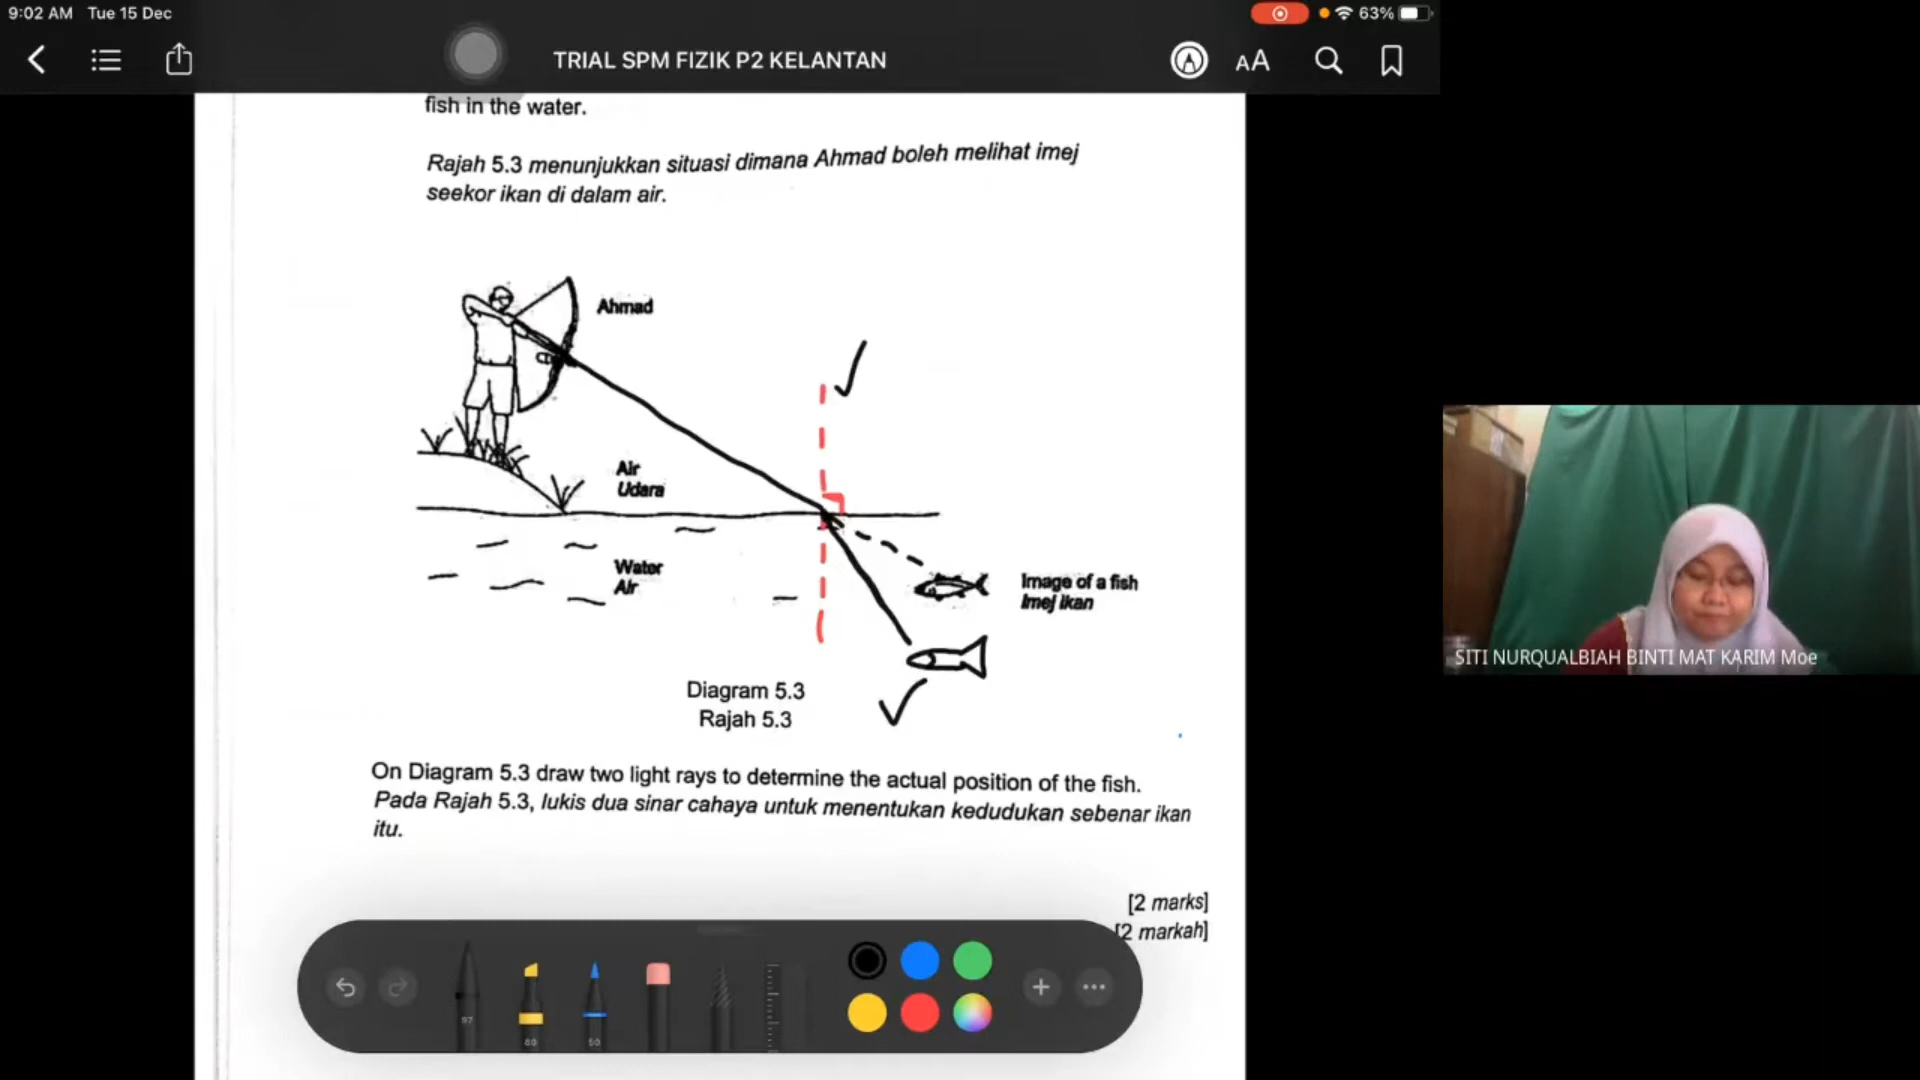 9:02 AM Tue 15 Dec
63%
TRIAL SPM FIZIK P2 KELANTAN
AA
fish in the water.
Rajah 5.3 menunjukkan situasi dimana Ahmad boleh melihat imej
seekor ikan di dalam air.
Ahmad
Air
Udara
Water
Air
Image of a fish
Imej ikan
Diagram 5.3
Rajah 5.3
On Diagram 5.3 draw two light rays to determine the actual position of the fish.
Pada Rajah 5.3, lukis dua sinar cahaya untuk menentukan kedudukan sebenar ikan
itu.
[2 marks]
[2 markah]
97
80
50
SITI NURQUALBIAH BINTI MAT KARIM Moe